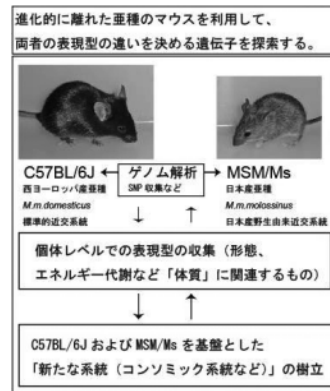 進化的に離れた亜種のマウスを利用して、
両者の表現型の違いを決める遺伝子を探索する。
C57BL/6J
ゲノム解析
SNP 収集など
MSM/Ms
西ヨーロッパ産亜種
日本産亜種
M.m.domesticus
M.m.molossinus
標準的近交系統
日本産野生由来近交系統
個体レベルでの表現型の収集（形態、
エネルギー代謝など「体質」に関連するもの）
C57BL/6J および MSM/Ms を基盤とした
「新たな系統（コンソミック系統など）」の樹立